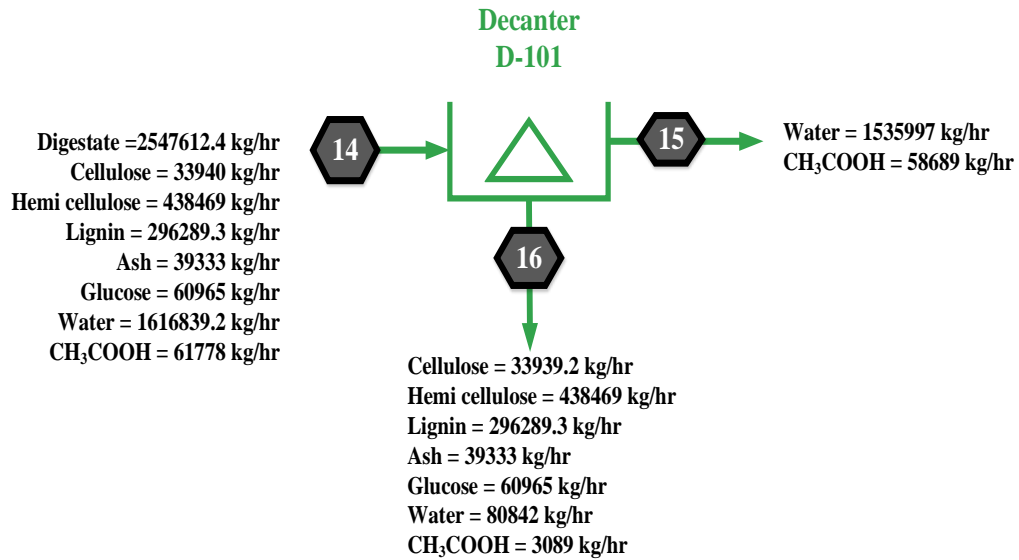 Decanter
D-101
Digestate =2547612.4 kg/hr
Cellulose = 33940 kg/hr
Hemi cellulose = 438469 kg/hr
Lignin = 296289.3 kg/hr
Ash = 39333 kg/hr
Glucose = 60965 kg/hr
Water = 1616839.2 kg/hr
CH₃COOH = 61778 kg/hr
14
15
Water = 1535997 kg/hr
CH₃COOH = 58689 kg/hr
16
Cellulose = 33939.2 kg/hr
Hemi cellulose = 438469 kg/hr
Lignin = 296289.3 kg/hr
Ash = 39333 kg/hr
Glucose = 60965 kg/hr
Water = 80842 kg/hr
CH₃COOH = 3089 kg/hr